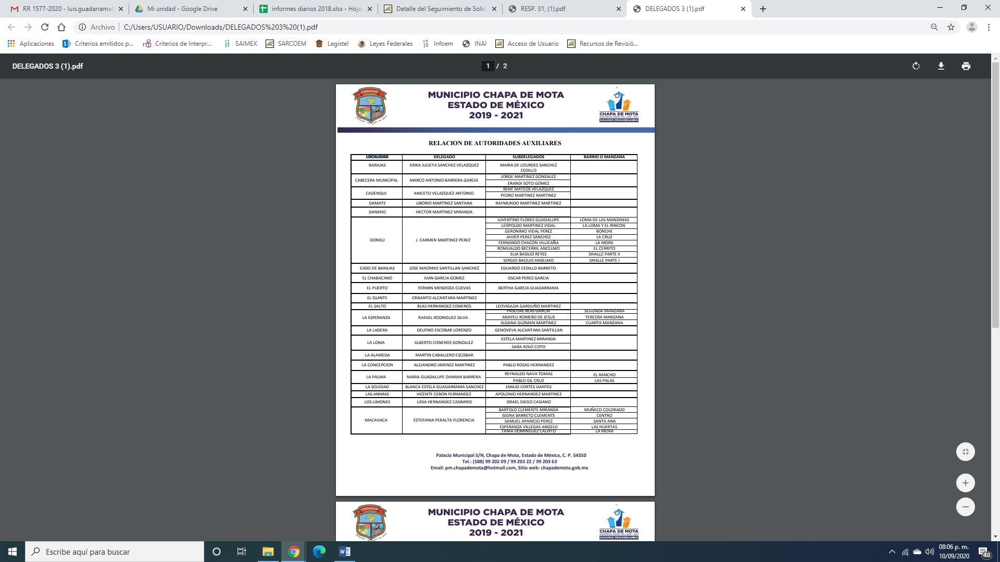 RR 1577-2020 - luis.guadarrama
Mi unidad - Google Drive
informes diarios 2018.xlsx - Hoja
Detalle del Seguimiento de Solici
RESP. 31, (1).pdf
DELEGADOS 3 (1).pdf
Archivo C:/Users/USUARIO/Downloads/DELEGADOS%203%20(1).pdf
Aplicaciones Criterios emitidos p... Criterios de Interpr... SAIMEX SARCOEM Legistel Leyes Federales Infoem INAI Acceso de Usuario Recursos de Revisió...
DELEGADOS 3 (1).pdf 1 / 2
CHIAPAN
MUNICIPIO CHAPA DE MOTA
ESTADO DE MÉXICO
2019 - 2021
CHAPA DE MOTA
GOBIERNO MUNICIPAL 2019 - 2021
SIGAMOS PROGRESANDO
RELACION DE AUTORIDADES AUXILIARES
LOCALIDAD DELEGADO SUBDELEGADOS BARRIO O MANZANA
BARAJAS ERIKA JULIETA SANCHEZ VELAZQUEZ MARIA DE LOURDES SANCHEZ
CEDILLO
CABECERA MUNICIPAL MARCO ANTONIO BARRERA GARCIA JORGE MARTINEZ GONZALEZ
ERANDI SOTO GOMEZ
CADENQUI ANICETO VELAZQUEZ ANTONIO RENE MATEOS VELAZQUEZ
PEDRO MARTINEZ MARTINEZ
DAMATE LIBORIO MARTINEZ SANTANA RAYMUNDO MARTINEZ MARTINEZ
DANXHO HECTOR MARTINEZ MIRANDA
DONGU J. CARMEN MARTINEZ PEREZ
JUVENTINO FLORES GUADALUPE LOMA DE LAS MANZANAS
LEOPOLDO MARTINEZ VIDAL LA LOMA Y EL RINCON
GERONIMO VIDAL PEREZ BONCHE
JAVIER PEREZ SANCHEZ LA CRUZ
FERNANDO CHACON VILLICAÑA LA MORA
ROMUALDO BECERRIL ANCELMO EL CERRITO
ELIA BASILIO REYES DHALLE PARTE II
SERGIO BACILIO ANSELMO DHALLE PARTE I
EJIDO DE BARAJAS JOSE MACRINO SANTILLAN SANCHEZ EDUARDO CEDILLO BARRETO
EL CHABACANO IVAN GARCIA GOMEZ OSCAR PEREZ GARCIA
EL PUERTO FERMIN MENDOZA CUEVAS BERTHA GARCIA GUADARRAMA
EL QUINTE CRISANTO ALCANTARA MARTINEZ
EL SALTO BLAS HERNANDEZ CISNEROS LEOVIGILDA GARDUÑO MARTINEZ
LA ESPERANZA RAFAEL RODRIGUEZ SILVA
PASCUAL BLAS GARCIA SEGUNDA MANZANA
ANAYELI ROMERO DE JESUS TERCERA MANZANA
SUSANA GUZMAN MARTINEZ CUARTA MANZANA
LA LADERA DELFINO ESCOBAR LORENZO GENOVEVA ALCANTARA SANTILLAN
LA LOMA ALBERTO CISNEROS GONZALEZ ESTELA MARTINEZ MIRANDA
SARA XOLO COTO
LA ALAMEDA MARTIN CABALLERO ESCOBAR
LA CONCEPCION ALEJANDRO JIMENEZ MARTINEZ PABLO ROSAS HERNANDEZ
LA PALMA MARIA GUADALUPE DAMIAN BARRERA REYNALDO NAVA TOMAS EL RANCHO
PABLO GIL CRUZ LAS PALAS
LA SOLEDAD BLANCA ESTELA GUADARRAMA SANCHEZ EMILIO CORTES GANTES
LAS ANIMAS VICENTE CERON FERNANDEZ APOLONIO HERNANDEZ MARTINEZ
LOS LIMONES LIDIA HERNANDEZ CASIMIRO ISRAEL DIEGO CASIANO
MACAVACA ESTEFANIA PERALTA FLORENCIA
BARTOLO CLEMENTE MIRANDA MUÑECO COLORADO
ISIDRA BARRETO CLEMENTE CENTRO
SAMUEL APARICIO PEREZ SANTA ANA
ESPERANZA VILLEGAS ANGELO LAS HUERTAS
TANIA DOMINGUEZ CALIXTO LA MORA
Palacio Municipal S/N, Chapa de Mota, Estado de México, C. P. 54350
Tel.: (588) 99 202 09 / 99 203 22 / 99 203 63
Email: pm.chapademota@hotmail.com, Sitio web: chapademota.gob.mx
CHIAPAN
MUNICIPIO CHAPA DE MOTA
ESTADO DE MÉXICO
2019 - 2021
CHAPA DE MOTA
GOBIERNO MUNICIPAL 2019 - 2021
SIGAMOS PROGRESANDO
Escribe aquí para buscar
08:06 p. m.
10/09/2020
48